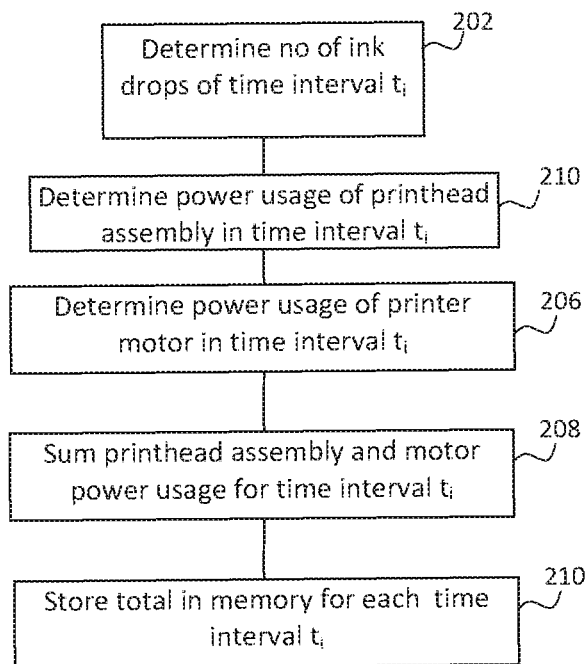 202
Determine no of ink
drops of time interval tᵢ
210
Determine power usage of printhead
assembly in time interval tᵢ
206
Determine power usage of printer
motor in time interval tᵢ
208
Sum printhead assembly and motor
power usage for time interval tᵢ
210
Store total in memory for each time
interval tᵢ